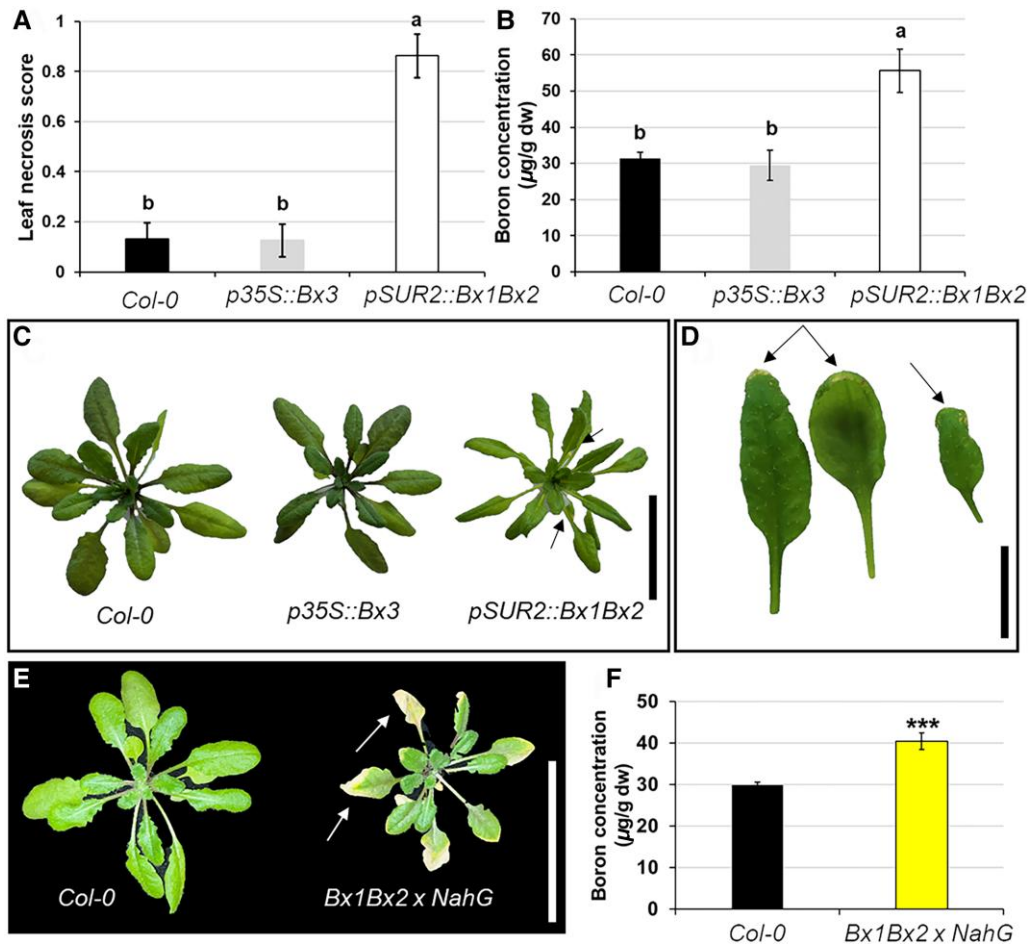 A
Leaf necrosis score
1
0.8
0.6
0.4
0.2
0
b
b
a
Col-0
p35S::Bx3
pSUR2::Bx1Bx2
B
Boron concentration
(µg/g dw)
70
60
50
40
30
20
10
0
b
b
a
Col-0
p35S::Bx3
pSUR2::Bx1Bx2
C
Col-0
p35S::Bx3
pSUR2::Bx1Bx2
D
E
Col-0
Bx1Bx2 x NahG
F
Boron concentration
(µg/g dw)
50
40
30
20
10
0
***
Col-0
Bx1Bx2 x NahG